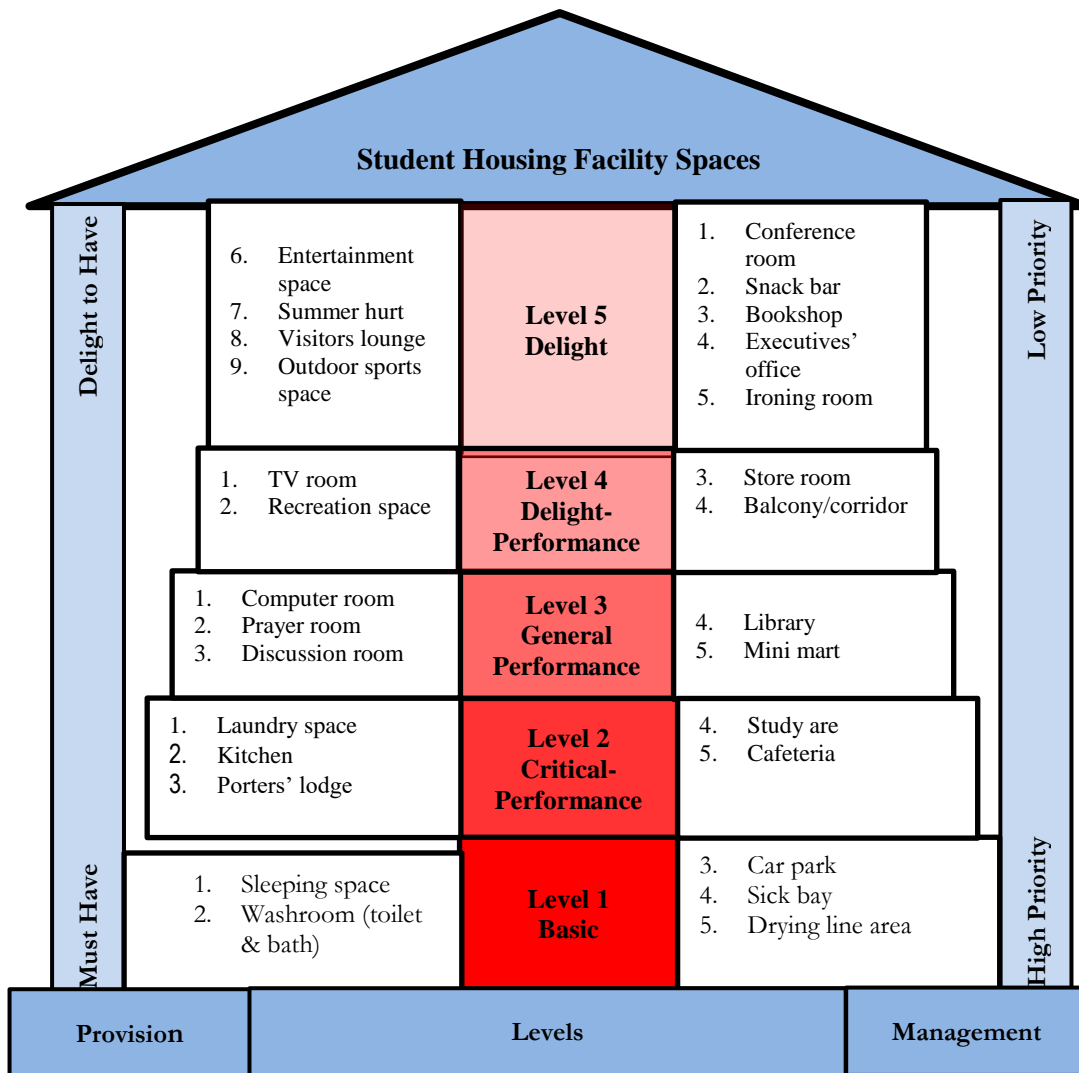 Student Housing Facility Spaces
Delight to Have
Must Have
6. Entertainment
space
7. Summer hurt
8. Visitors lounge
9. Outdoor sports
space
Level 5
Delight
1. Conference
room
2. Snack bar
3. Bookshop
4. Executives’
office
5. Ironing room
Low Priority
High Priority
1. TV room
2. Recreation space
Level 4
Delight-
Performance
3. Store room
4. Balcony/corridor
1. Computer room
2. Prayer room
3. Discussion room
Level 3
General
Performance
4. Library
5. Mini mart
1. Laundry space
2. Kitchen
3. Porters’ lodge
Level 2
Critical-
Performance
4. Study are
5. Cafeteria
1. Sleeping space
2. Washroom (toilet
& bath)
Level 1
Basic
3. Car park
4. Sick bay
5. Drying line area
Provision
Levels
Management